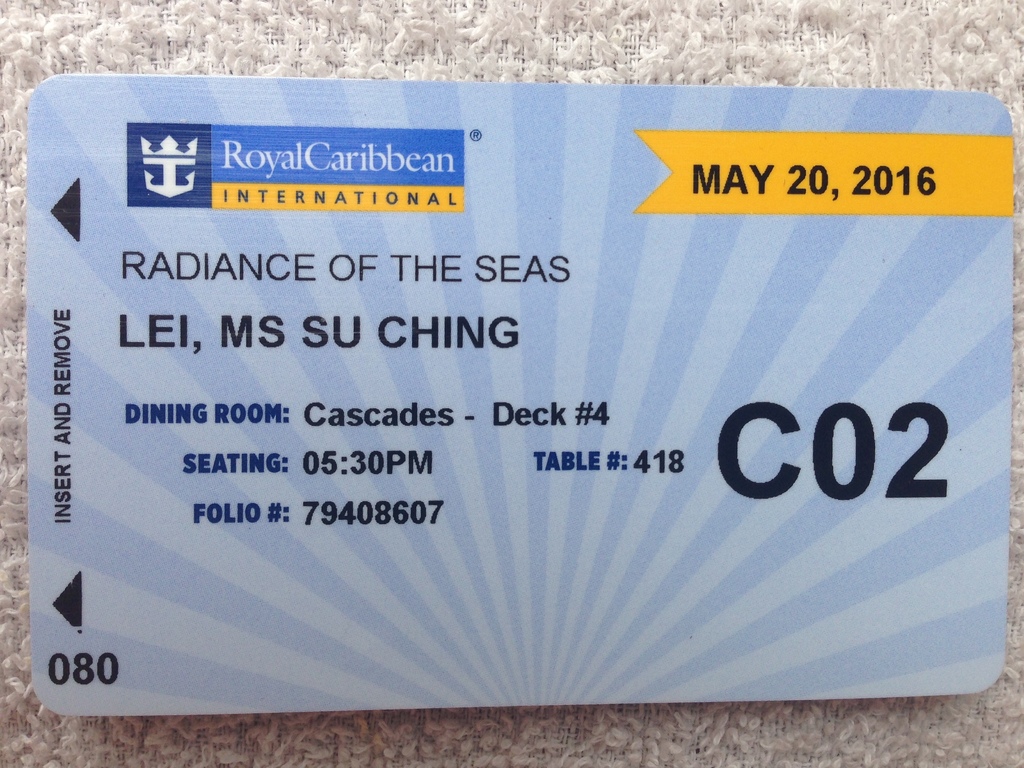 RoyalCaribbean®
INTERNATIONAL
MAY 20, 2016
RADIANCE OF THE SEAS
LEI, MS SU CHING
DINING ROOM: Cascades - Deck #4
SEATING: 05:30PM TABLE #: 418
FOLIO #: 79408607
C02
INSERT AND REMOVE
080